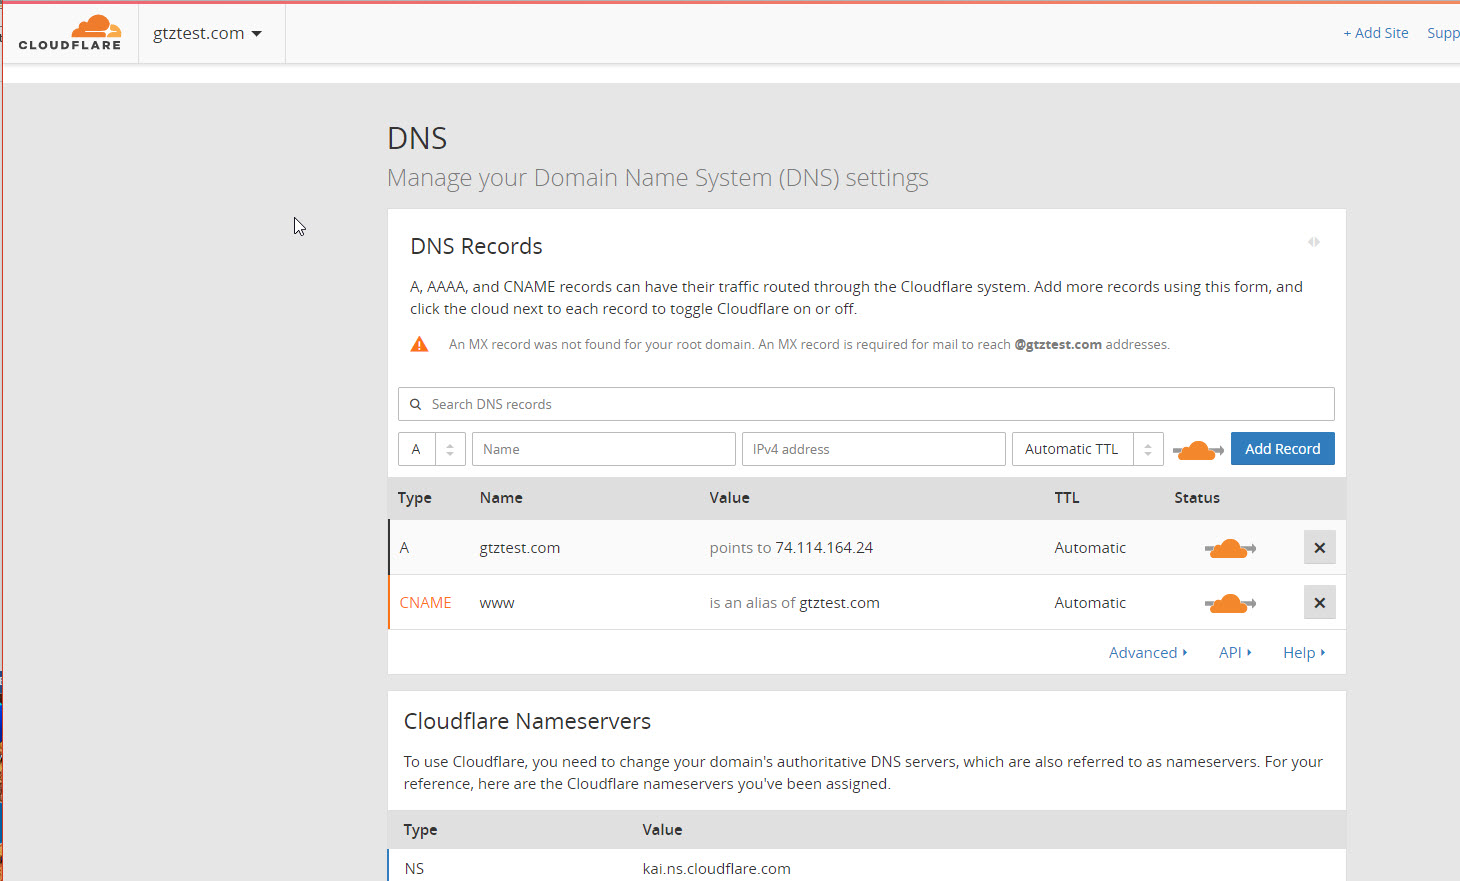 CLOUDFLARE
gtztest.com
+ Add Site
Supp
DNS
Manage your Domain Name System (DNS) settings
DNS Records
A, AAAA, and CNAME records can have their traffic routed through the Cloudflare system. Add more records using this form, and
click the cloud next to each record to toggle Cloudflare on or off.
An MX record was not found for your root domain. An MX record is required for mail to reach @gtztest.com addresses.
Search DNS records
A Name IPv4 address Automatic TTL Add Record
Type Name Value TTL Status
A gtztest.com points to 74.114.164.24 Automatic
CNAME www is an alias of gtztest.com Automatic
Advanced API Help
Cloudflare Nameservers
To use Cloudflare, you need to change your domain's authoritative DNS servers, which are also referred to as nameservers. For your
reference, here are the Cloudflare nameservers you've been assigned.
Type Value
NS kai.ns.cloudflare.com